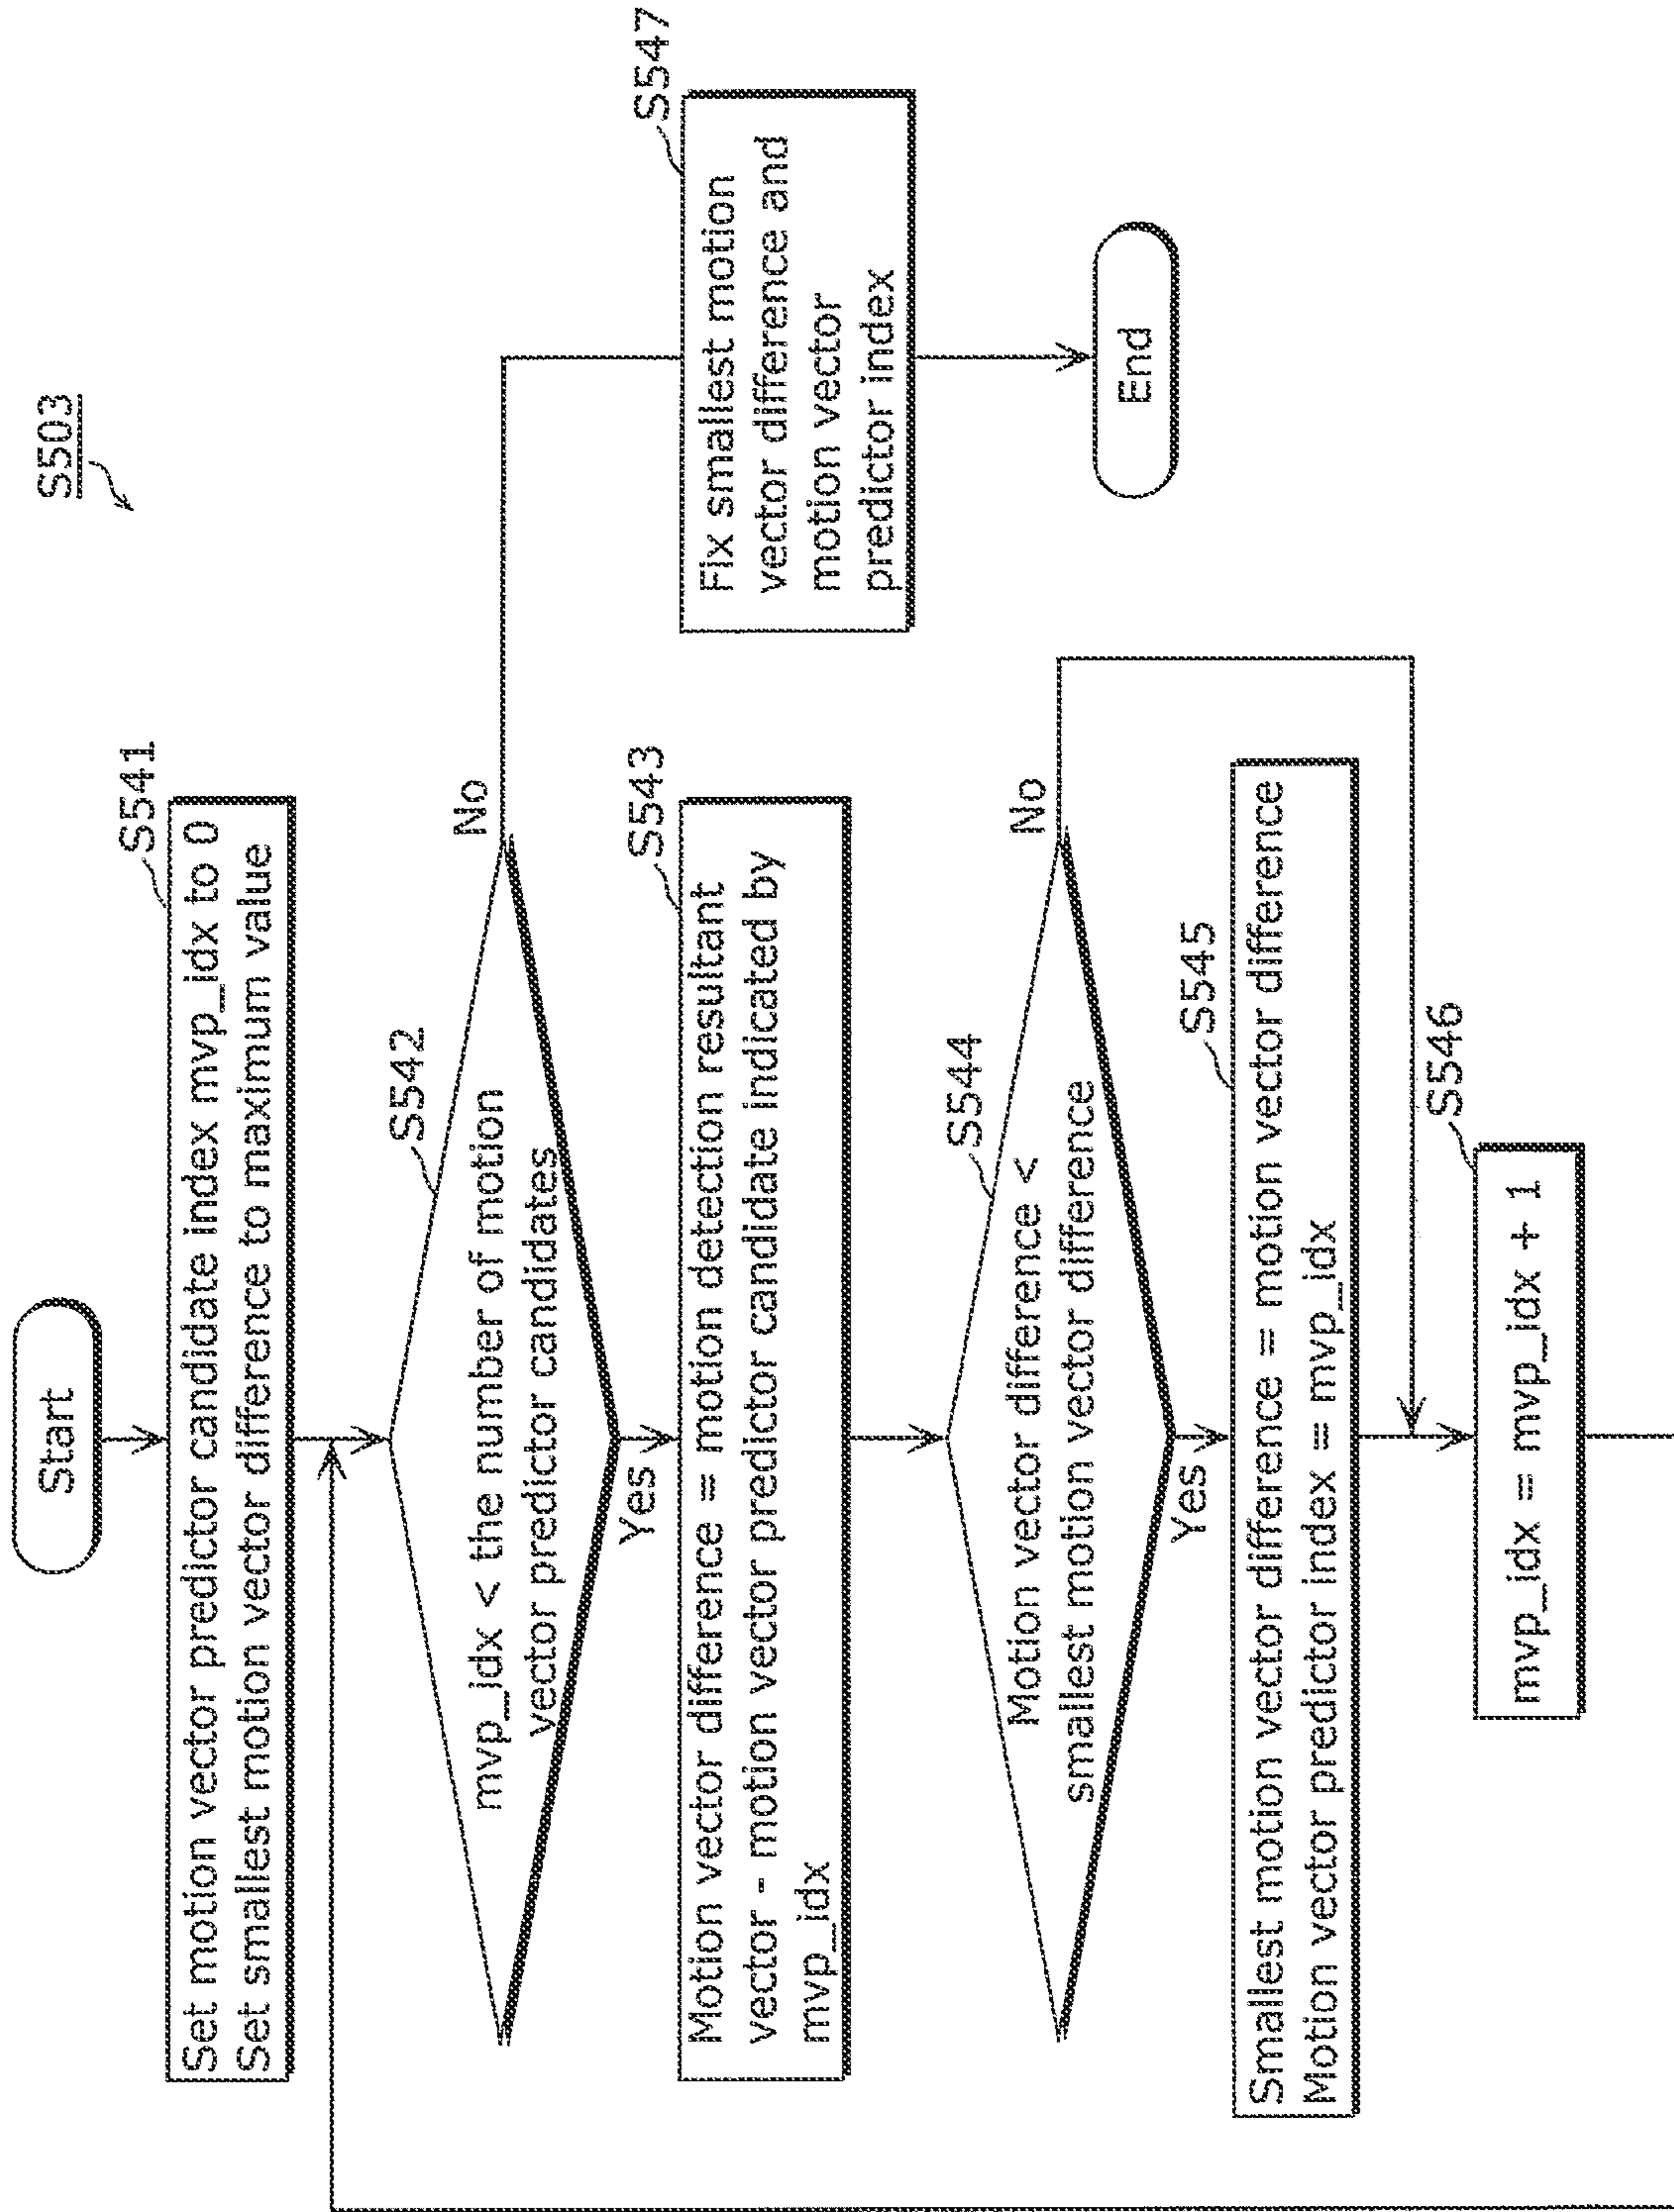 S503
Start
S541
Set motion vector predictor candidate index mvp_idx to 0
Set smallest motion vector difference to maximum value
S542
mvp_idx < the number of motion
vector predictor candidates
No
Yes
S543
Motion vector difference = motion detection resultant
vector - motion vector predictor candidate indicated by
mvp_idx
S544
Motion vector difference <
smallest motion vector difference
No
Yes
S545
Smallest motion vector difference = motion vector difference
Motion vector predictor index = mvp_idx
S546
mvp_idx = mvp_idx + 1
S547
Fix smallest motion
vector difference and
motion vector
predictor index
End